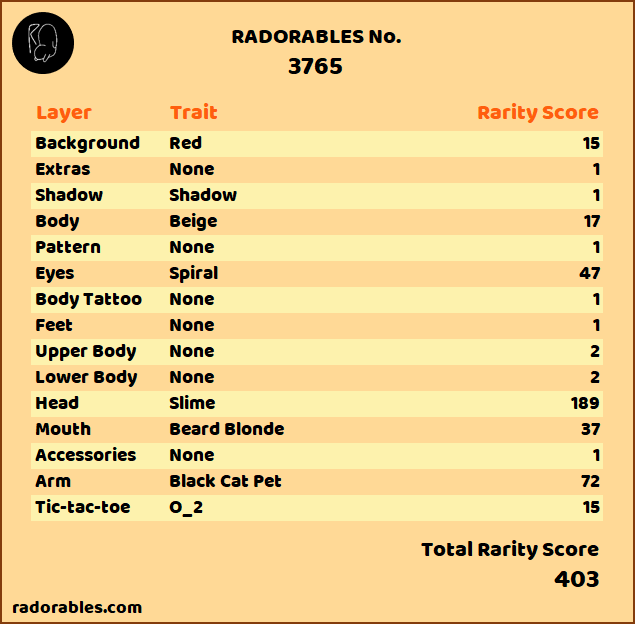 RADORABLES No.
3765
Layer Trait Rarity Score
Background Red 15
Extras None 1
Shadow Shadow 1
Body Beige 17
Pattern None 1
Eyes Spiral 47
Body Tattoo None 1
Feet None 1
Upper Body None 2
Lower Body None 2
Head Slime 189
Mouth Beard Blonde 37
Accessories None 1
Arm Black Cat Pet 72
Tic-tac-toe O_2 15
Total Rarity Score
403
radorables.com